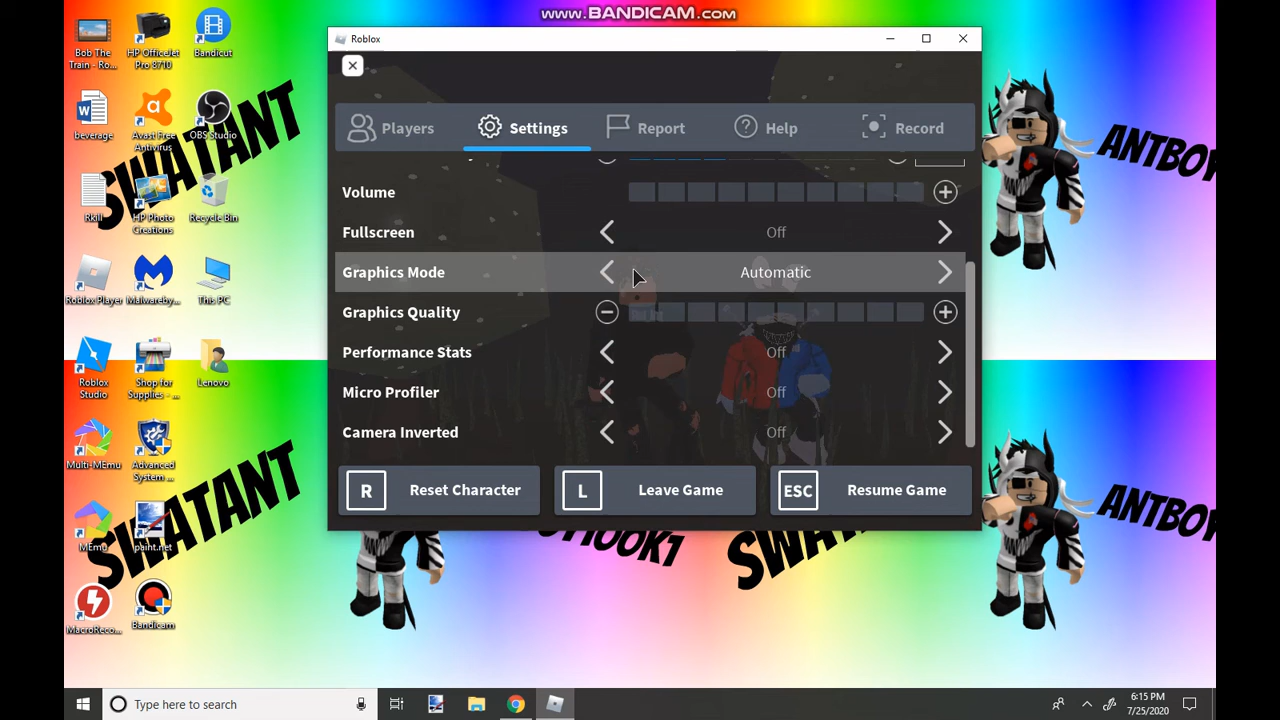 www.BANDICAM.com
Roblox
Players
Settings
Report
Help
Record
Volume
Fullscreen
Off
Graphics Mode
Automatic
Graphics Quality
Performance Stats
Off
Micro Profiler
Off
Camera Inverted
Off
R
Reset Character
L
Leave Game
ESC
Resume Game
Bob The
Train - Ro...
HP OfficeJet
Pro 8710
Bandicut
beverage
Avast Free
Antivirus
OBS Studio
Rkill
HP Photo
Creations
Recycle Bin
Roblox Player
Malwareby...
This PC
Roblox
Studio
Shop for
Supplies - ...
Lenovo
Multi-MEmu
Advanced
System ...
MEmu
paint.net
MacroReco...
Bandicam
SWATANT
ANTBOY
SWATANT
SWATANT
ANTBOY
Type here to search
6:15 PM
7/25/2020